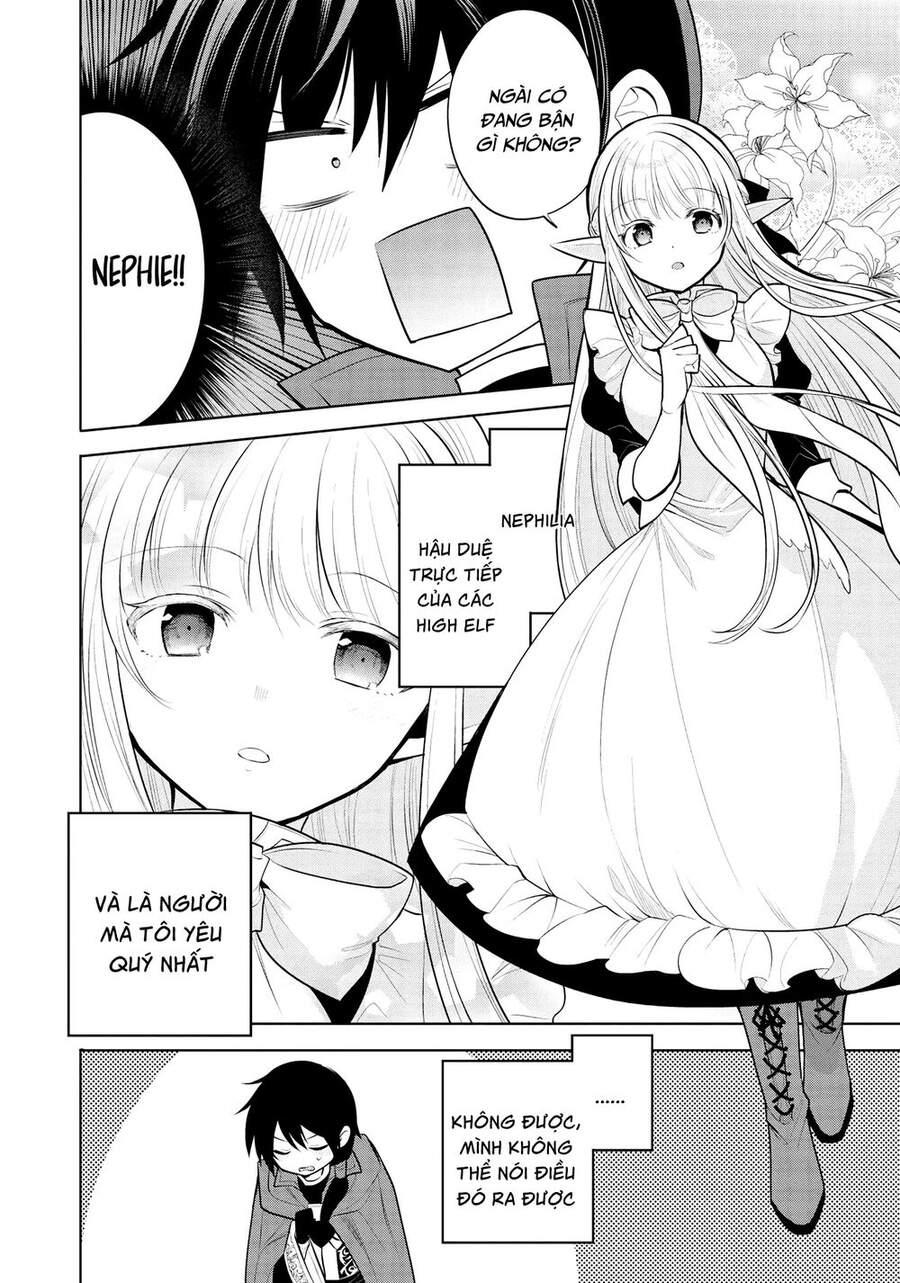 NGÀI CÓ
ĐANG BẬN
GÌ KHÔNG?
NEPHIE!!
NEPHILIA
HẬU DUỆ
TRỰC TIẾP
CỦA CÁC
HIGH ELF
VÀ LÀ NGƯỜI
MÀ TÔI YÊU
QUÝ NHẤT
......
KHÔNG ĐƯỢC,
MÌNH KHÔNG
THỂ NÓI ĐIỀU
ĐÓ RA ĐƯỢC